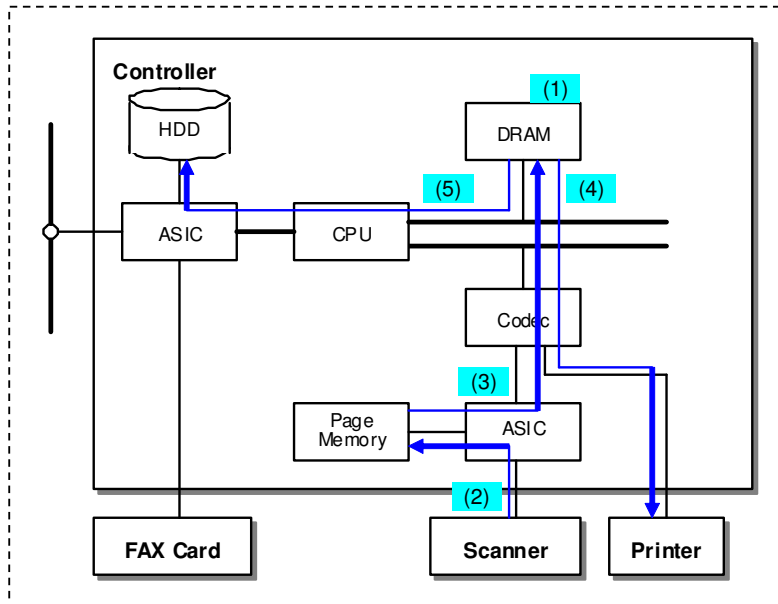 Controller
(1)
HDD
DRAM
(5)
(4)
ASIC
CPU
Codec
(3)
Page
Memory
ASIC
(2)
FAX Card
Scanner
Printer